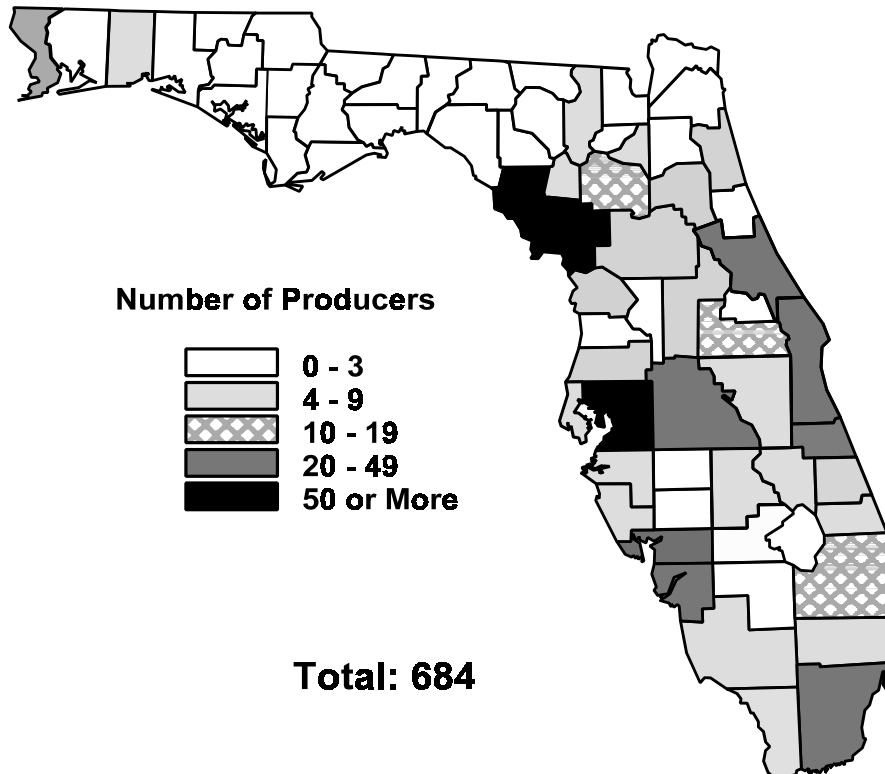 Number of Producers
0 - 3
4 - 9
10 - 19
20 - 49
50 or More
Total: 684